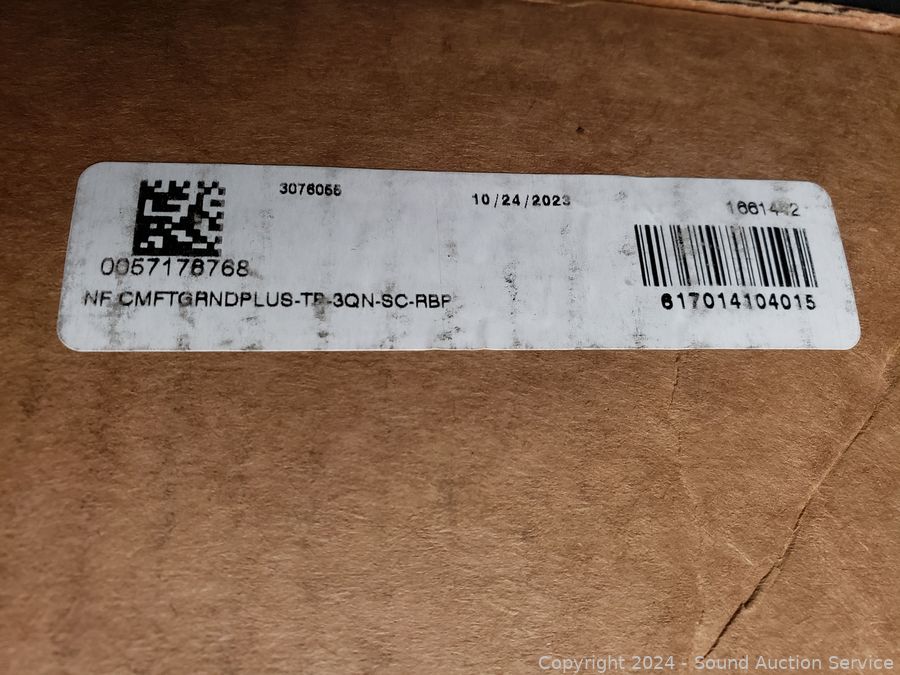 3076055
10/24/2023
1661442
0057178768
617014104015
NF CMFTGRNDPLUS-TP-3QN-SC-RBP
Copyright 2024 - Sound Auction Service